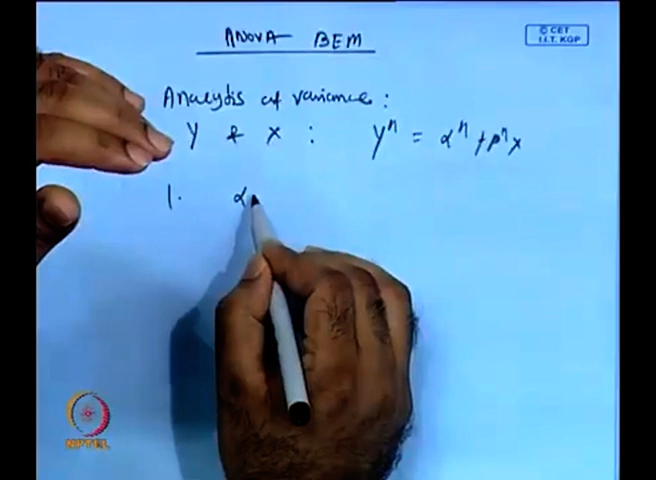 ANOVA BEM
© CET
I.I.T. KGP
Analysis of variance :
Y & X : Y^n = α^n + β^n X
1. α
NPTEL